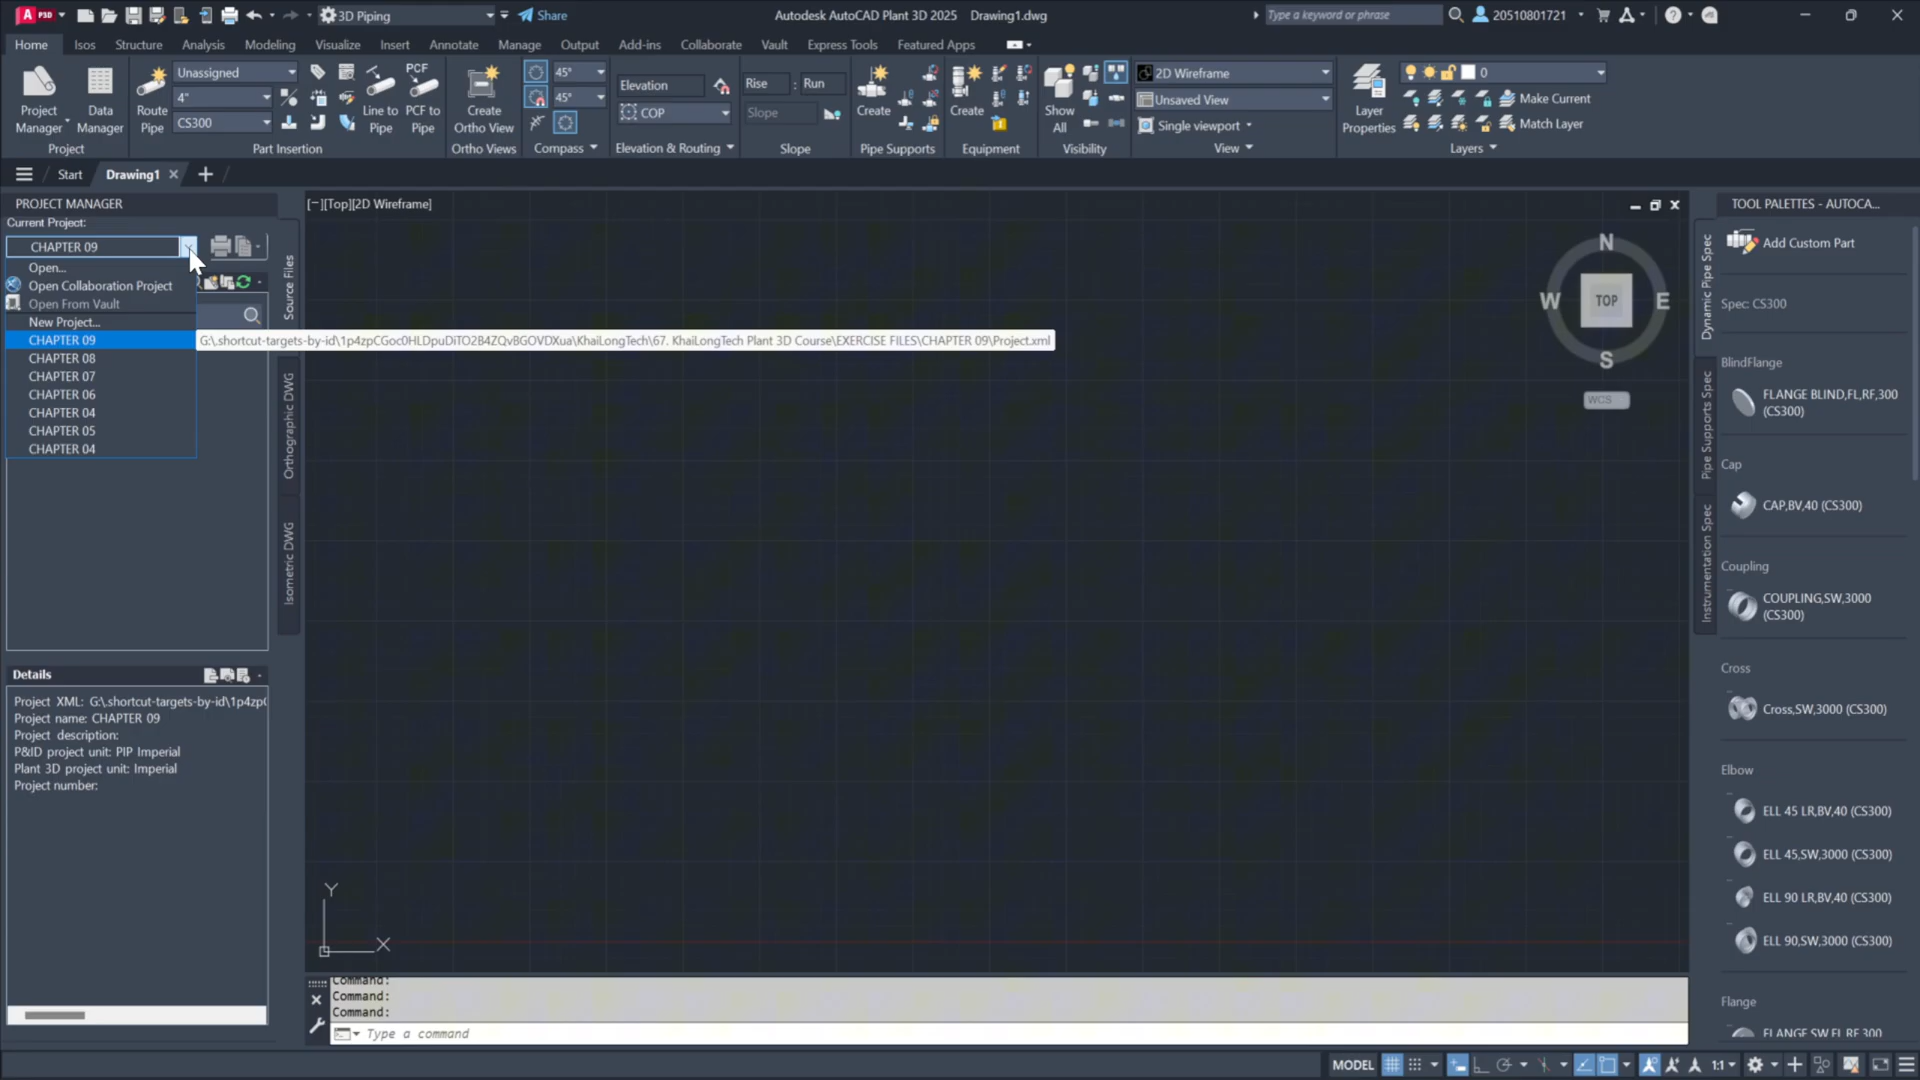 P3D
3D Piping
Share
Autodesk AutoCAD Plant 3D 2025 Drawing1.dwg
Type a keyword or phrase
20510801721
Home Isos Structure Analysis Modeling Visualize Insert Annotate Manage Output Add-ins Collaborate Vault Express Tools Featured Apps
Project Manager
Data Manager
Project
Route Pipe
Unassigned
4"
CS300
Line to Pipe
PCF
PCF to Pipe
Part Insertion
Create Ortho View
Ortho Views
45°
45°
Compass
Elevation
COP
Elevation & Routing
Rise : Run
Slope
Slope
Create
Pipe Supports
Create
Equipment
Show All
Visibility
2D Wireframe
Unsaved View
Single viewport
View
Layer Properties
0
Make Current
Match Layer
Layers
Start
Drawing1
PROJECT MANAGER
Current Project:
CHAPTER 09
Open...
Open Collaboration Project
Open From Vault
New Project...
CHAPTER 09
CHAPTER 08
CHAPTER 07
CHAPTER 06
CHAPTER 04
CHAPTER 05
CHAPTER 04
G:\.shortcut-targets-by-id\1p4zpCGoc0HLDpuDiTO2B4ZQvBGOVDXua\KhaiLongTech\67. KhaiLongTech Plant 3D Course\EXERCISE FILES\CHAPTER 09\Project.xml
Source Files
Orthographic DWG
Isometric DWG
Details
Project XML: G:\.shortcut-targets-by-id\1p4zp
Project name: CHAPTER 09
Project description:
P&ID project unit: PIP Imperial
Plant 3D project unit: Imperial
Project number:
[−][Top][2D Wireframe]
N
W TOP E
S
WCS
Y
X
Command:
Command:
Command:
Type a command
TOOL PALETTES - AUTOCA...
Dynamic Pipe Spec
Pipe Supports Spec
Instrumentation Spec
Add Custom Part
Spec: CS300
BlindFlange
FLANGE BLIND,FL,RF,300 (CS300)
Cap
CAP,BV,40 (CS300)
Coupling
COUPLING,SW,3000 (CS300)
Cross
Cross,SW,3000 (CS300)
Elbow
ELL 45 LR,BV,40 (CS300)
ELL 45,SW,3000 (CS300)
ELL 90 LR,BV,40 (CS300)
ELL 90,SW,3000 (CS300)
Flange
FLANGE SW,FL,RF,300
MODEL
1:1